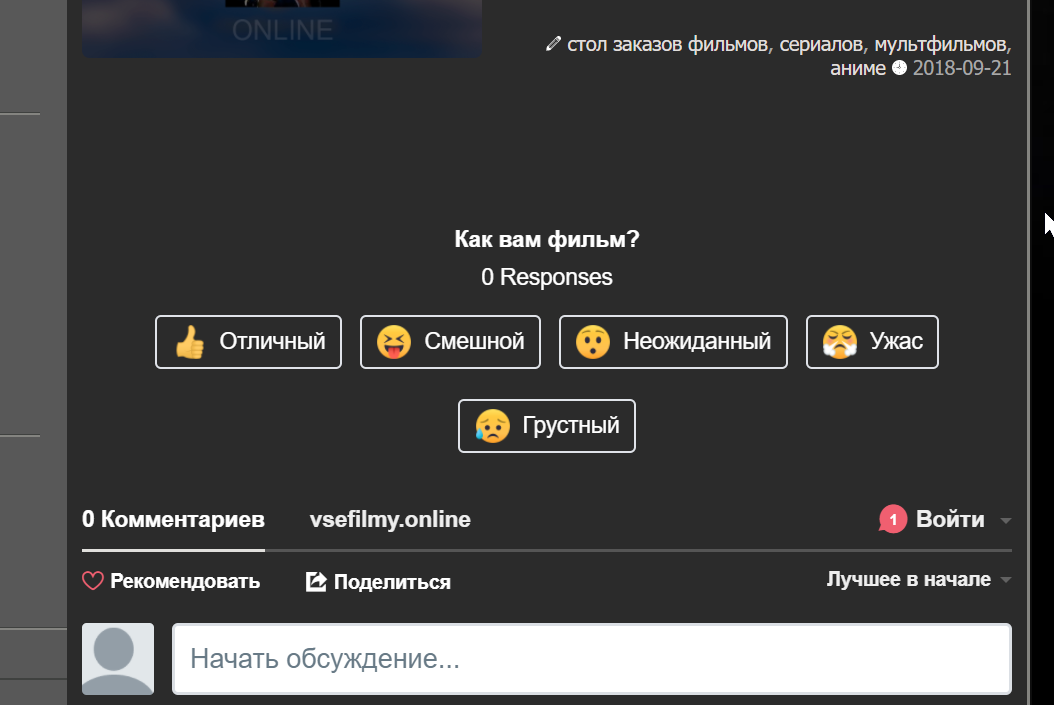 ONLINE
стол заказов фильмов, сериалов, мультфильмов,
аниме 2018-09-21
Как вам фильм?
0 Responses
Отличный Смешной Неожиданный Ужас
Грустный
0 Комментариев vsefilmy.online 1 Войти
Рекомендовать Поделиться Лучшее в начале
Начать обсуждение...